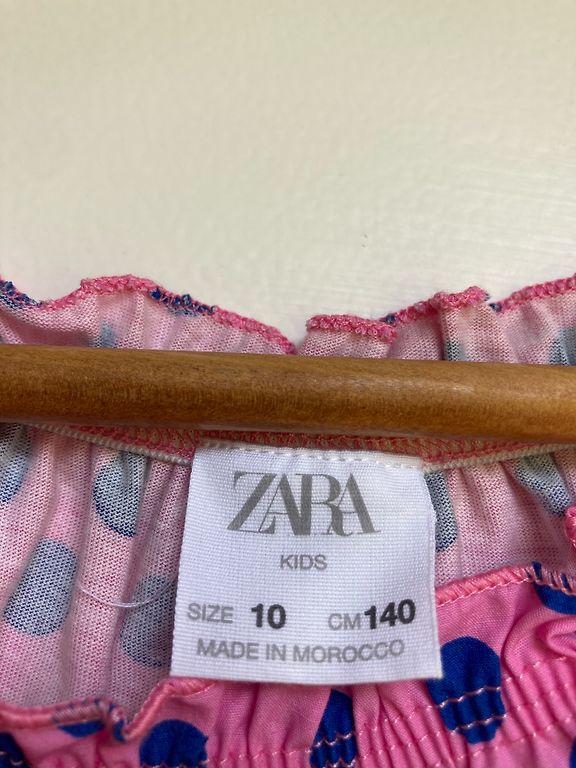 ZARA
KIDS
SIZE 10 CM 140
MADE IN MOROCCO